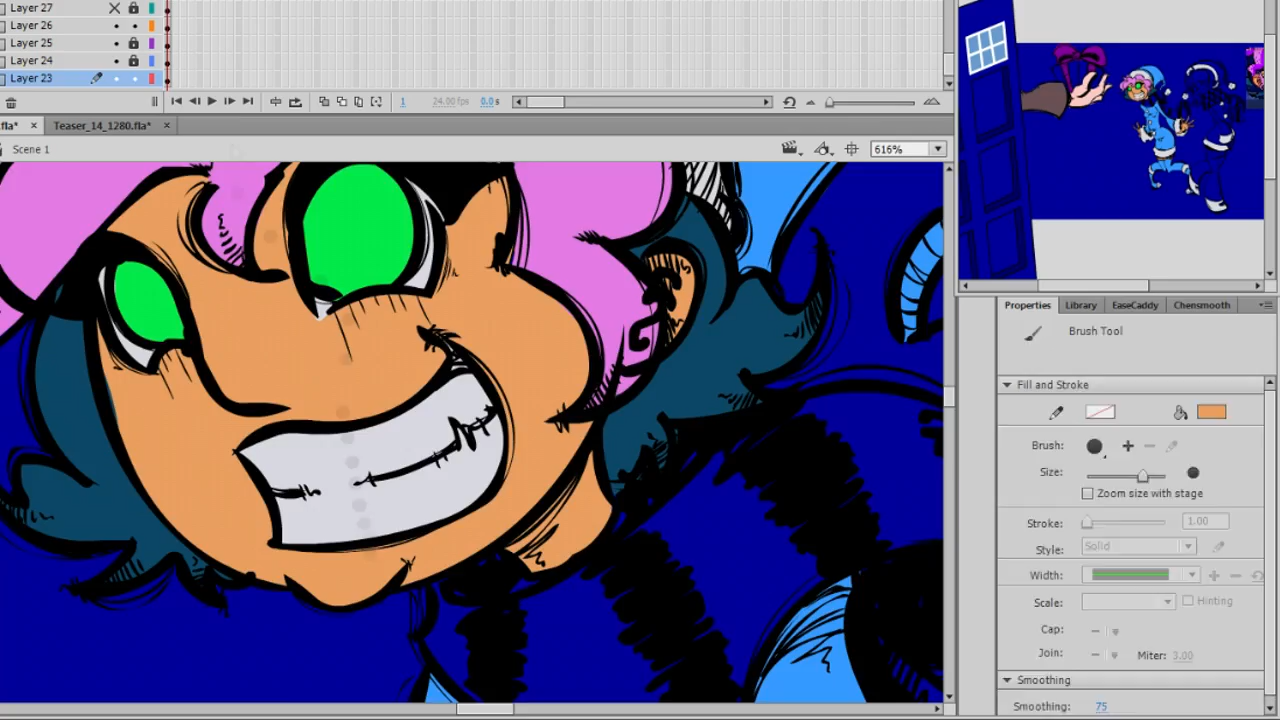 Layer 27
Layer 26
Layer 25
Layer 24
Layer 23
1 24.00 fps 0.0s
.fla* × Teaser_14_1280.fla* ×
Scene 1
616%
Properties Library EaseCaddy Chensmooth
Brush Tool
Fill and Stroke
Brush:
Size:
Zoom size with stage
Stroke: 1.00
Style: Solid
Width:
Scale: Hinting
Cap:
Join: Miter: 3.00
Smoothing
Smoothing: 75